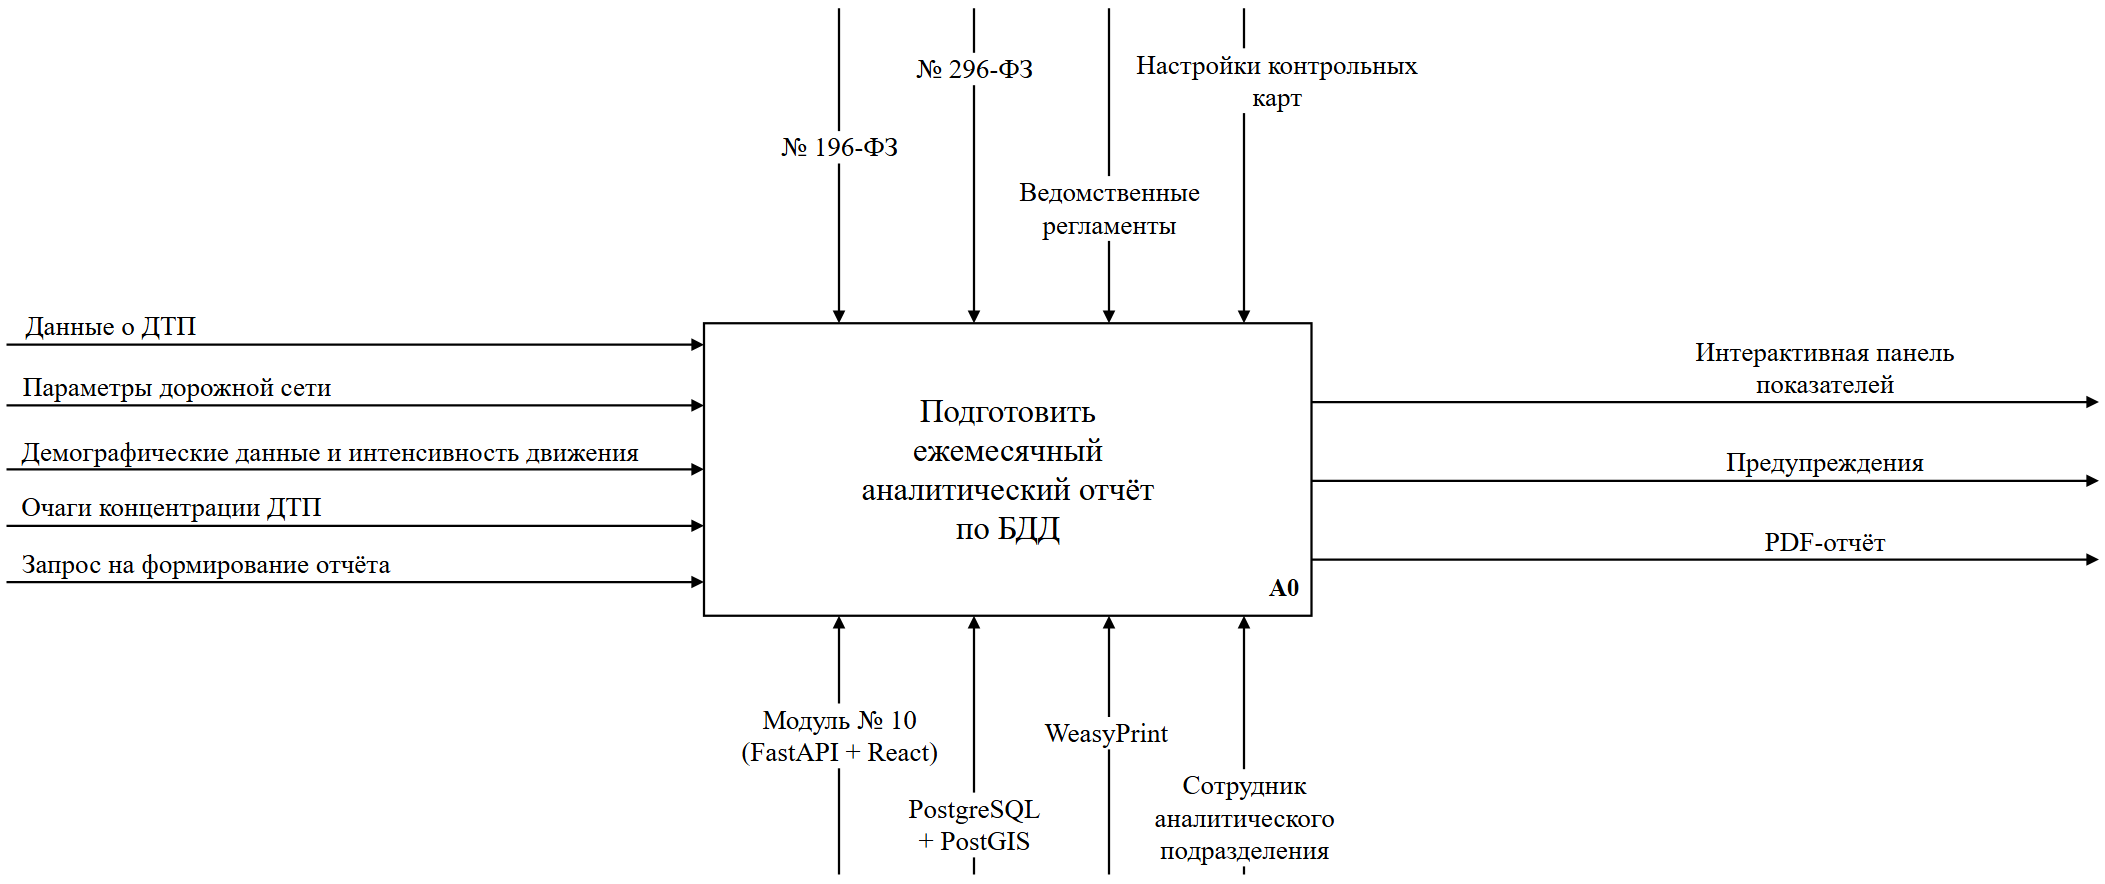 № 296-ФЗ
Настройки контрольных
карт
№ 196-ФЗ
Ведомственные
регламенты
Данные о ДТП
Параметры дорожной сети
Демографические данные и интенсивность движения
Очаги концентрации ДТП
Запрос на формирование отчёта
Подготовить
ежемесячный
аналитический отчёт
по БДД
A0
Интерактивная панель
показателей
Предупреждения
PDF-отчёт
Модуль № 10
(FastAPI + React)
PostgreSQL
+ PostGIS
WeasyPrint
Сотрудник
аналитического
подразделения